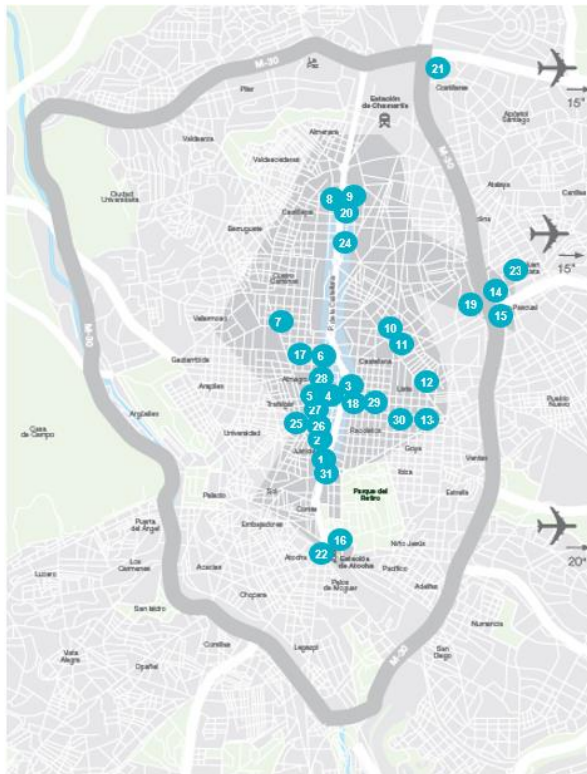 La
Paz
21
Costillares
15"
Pilar
Estación
de Chamartín
Apóstol
Santiago
M-30
Almenara
M-30
Valdeacederas
Ciudad
Universitaria
Atalaya
9
8
Castilla
20
Berruguete
24
23
15"
Cuatro
Caminos
14
P. de la Castellana
19
15
Pascual
7
Vallehermoso
10
11
M-30
17
6
Gaztambide
Castellana
28
Almagro
12
Lista
Arapiles
3
5
4
Trafalgar
18
29
Pueblo
Nuevo
27
Argüelles
30
13
25
26
Recoletos
Casa
de Campo
Universidad
2
Justicia
Goya
1
Ventas
31
Ibiza
Sol
Parque del
Retiro
Estrella
Palacio
Cortes
Puerta
del Ángel
Embajadores
16
Niño Jesús
22
Atocha
Estación
de Atocha
20"
Los
Cármenes
Lucero
Acacias
Pacífico
Palos
de Moguer
Adelfas
Chopera
San Isidro
Numancia
Comillas
Legazpi
San
Diego
Vista
Alegre
M-30
Opañel